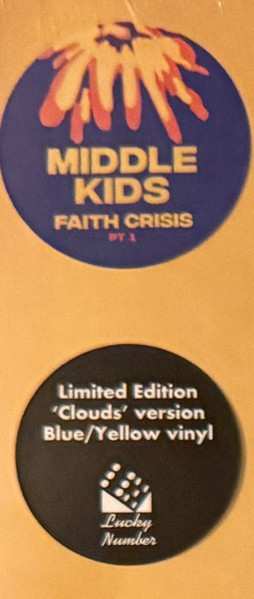 MIDDLE
KIDS
FAITH CRISIS
PT 1
Limited Edition
'Clouds' version
Blue/Yellow vinyl
Lucky
Number